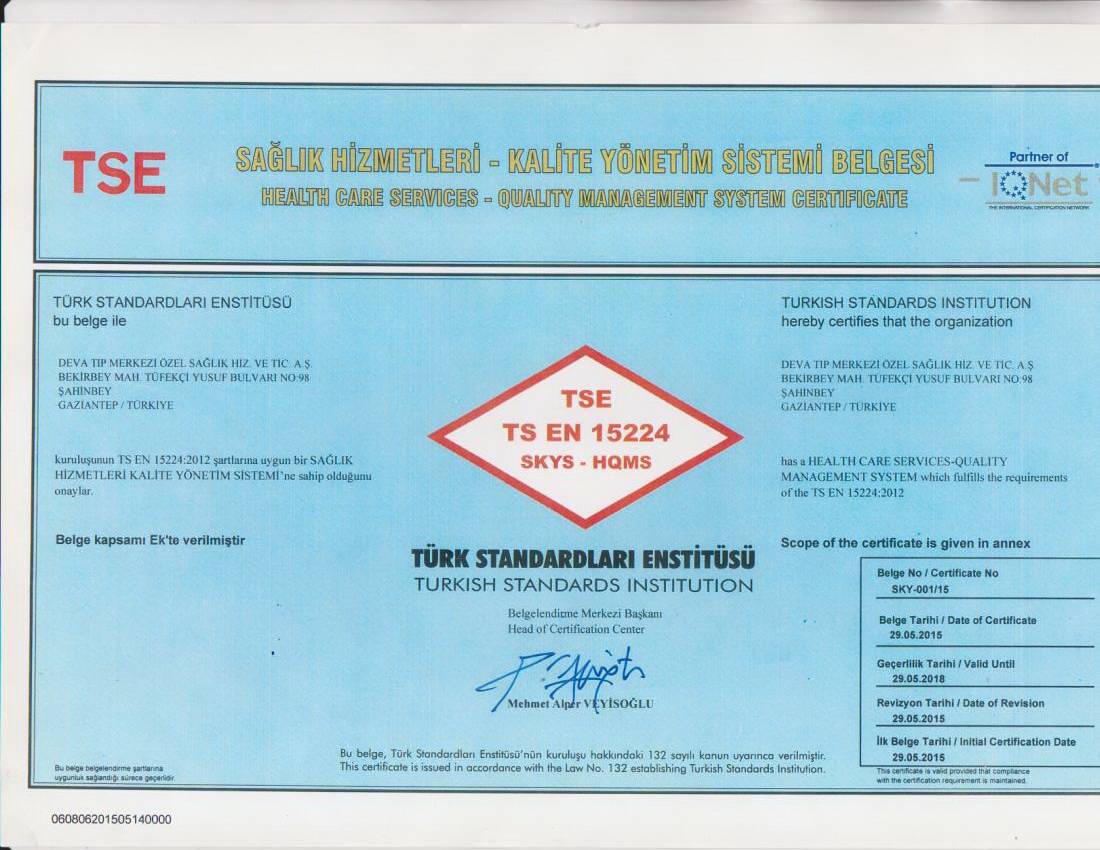 TSE
SAĞLIK HİZMETLERİ - KALİTE YÖNETİM SİSTEMİ BELGESİ
HEALTH CARE SERVICES - QUALITY MANAGEMENT SYSTEM CERTIFICATE
Partner of
IQNet
THE INTERNATIONAL CERTIFICATION NETWORK
TÜRK STANDARDLARI ENSTİTÜSÜ
bu belge ile
DEVA TIP MERKEZİ ÖZEL SAĞLIK HİZ. VE TİC. A.Ş.
BEKİRBEY MAH. TÜFEKÇİ YUSUF BULVARI NO:98
ŞAHİNBEY
GAZİANTEP / TÜRKİYE
kuruluşunun TS EN 15224:2012 şartlarına uygun bir SAĞLIK
HİZMETLERİ KALİTE YÖNETİM SİSTEMİ'ne sahip olduğunu
onaylar.
Belge kapsamı Ek'te verilmiştir
TSE
TS EN 15224
SKYS - HQMS
TÜRK STANDARDLARI ENSTİTÜSÜ
TURKISH STANDARDS INSTITUTION
Belgelendirme Merkezi Başkanı
Head of Certification Center
Mehmet Alper VEYİSOĞLU
TURKISH STANDARDS INSTITUTION
hereby certifies that the organization
DEVA TIP MERKEZİ ÖZEL SAĞLIK HİZ. VE TİC. A.Ş.
BEKİRBEY MAH. TÜFEKÇİ YUSUF BULVARI NO:98
ŞAHİNBEY
GAZİANTEP / TÜRKİYE
has a HEALTH CARE SERVICES-QUALITY
MANAGEMENT SYSTEM which fulfills the requirements
of the TS EN 15224:2012
Scope of the certificate is given in annex
Belge No / Certificate No
SKY-001/15
Belge Tarihi / Date of Certificate
29.05.2015
Geçerlilik Tarihi / Valid Until
29.05.2018
Revizyon Tarihi / Date of Revision
29.05.2015
İlk Belge Tarihi / Initial Certification Date
29.05.2015
This certificate is valid provided that compliance
with the certification requirement is maintained.
Bu belge belgelendirme şartlarına
uygunluk sağlandığı sürece geçerlidir.
Bu belge, Türk Standardları Enstitüsü'nün kuruluşu hakkındaki 132 sayılı kanun uyarınca verilmiştir.
This certificate is issued in accordance with the Law No. 132 establishing Turkish Standards Institution.
060806201505140000